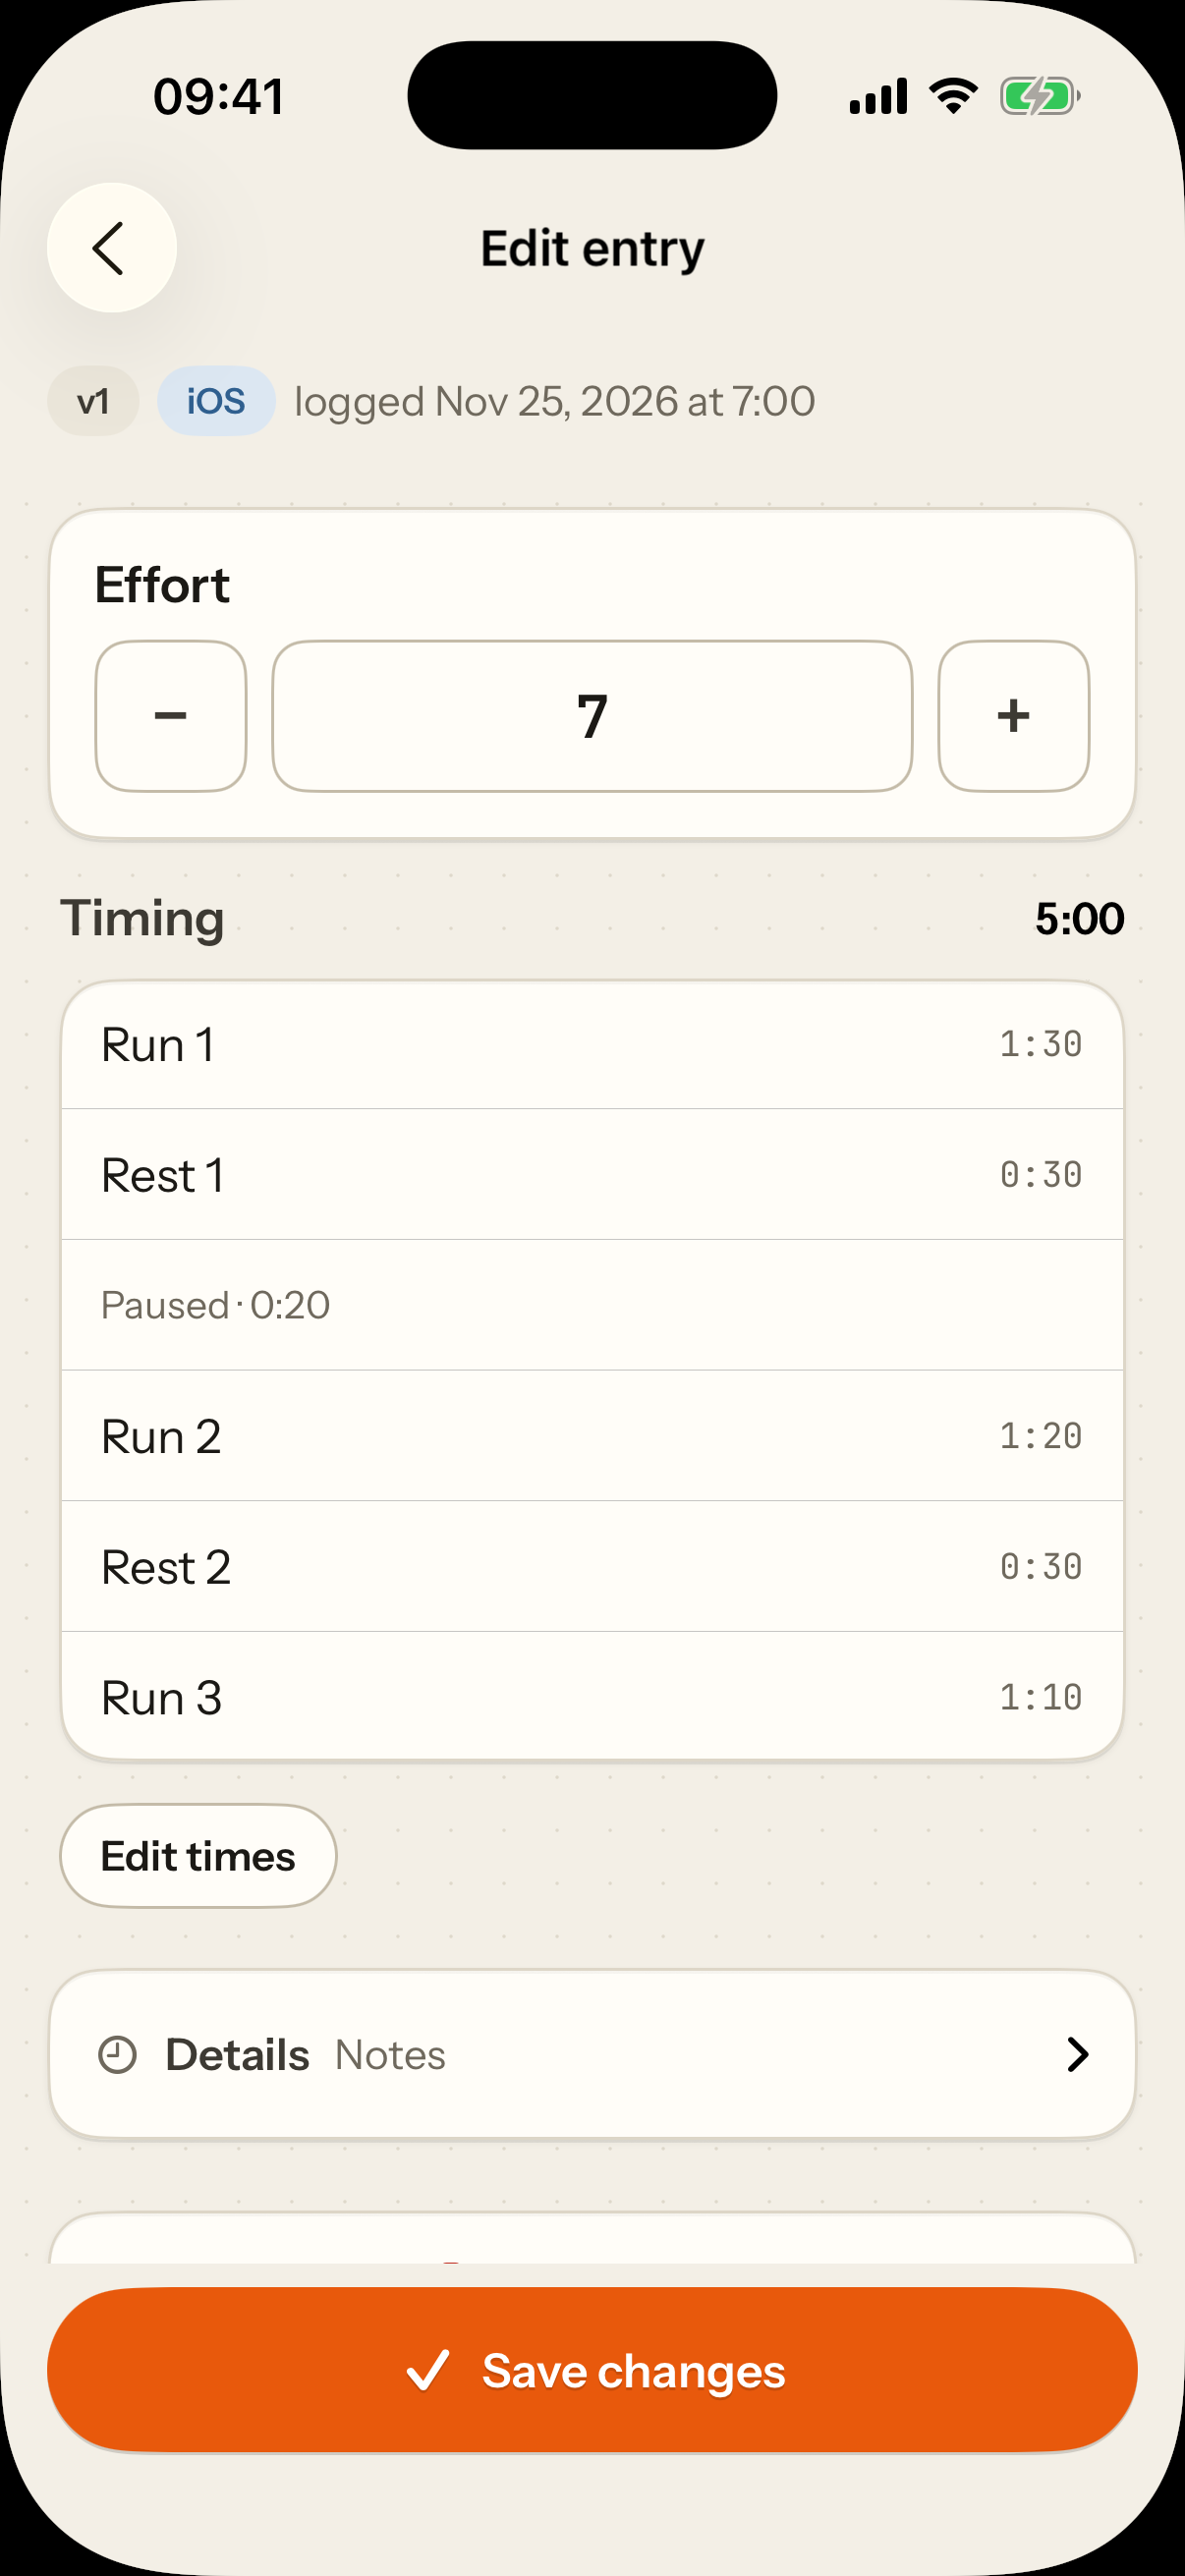 09:41
Edit entry
v1 iOS logged Nov 25, 2026 at 7:00
Effort
− 7 +
Timing 5:00
Run 1 1:30
Rest 1 0:30
Paused · 0:20
Run 2 1:20
Rest 2 0:30
Run 3 1:10
Edit times
Details Notes
Save changes